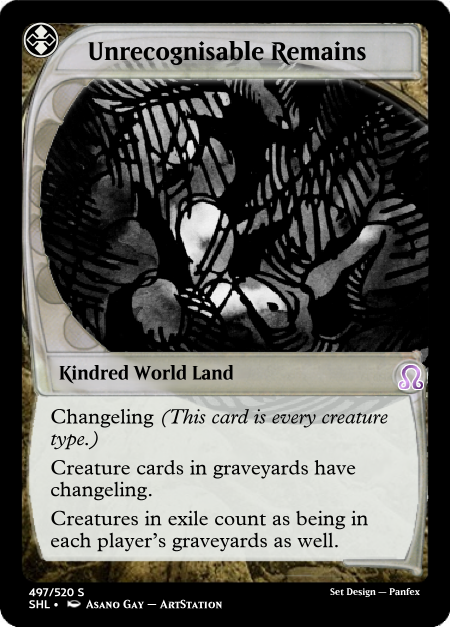 Unrecognisable Remains
Kindred World Land
Changeling (This card is every creature
type.)
Creature cards in graveyards have
changeling.
Creatures in exile count as being in
each player's graveyards as well.
497/520 S
Set Design — Panfex
SHL • Asano Gay — ArtStation